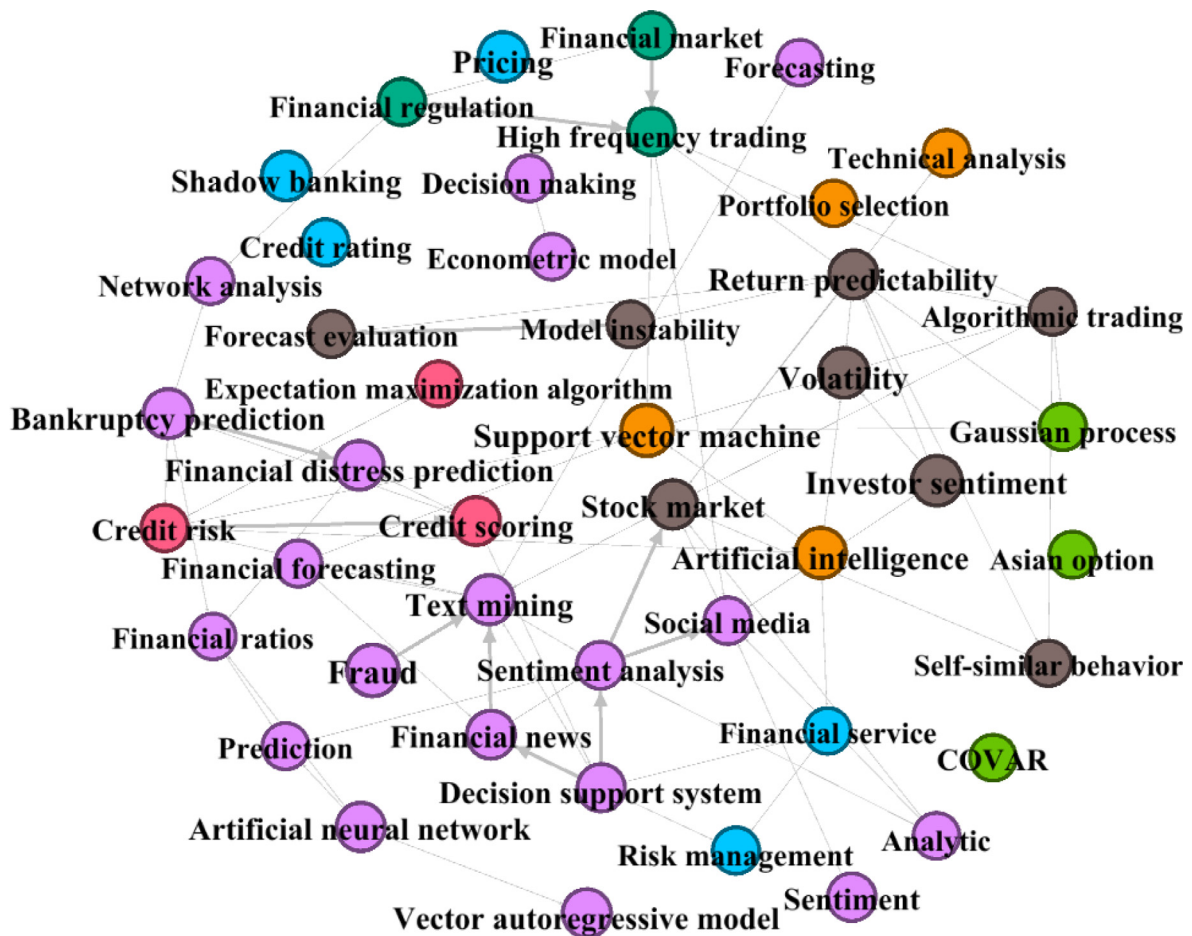 Financial market
Pricing
Forecasting
Financial regulation
High frequency trading
Technical analysis
Shadow banking
Decision making
Portfolio selection
Credit rating
Econometric model
Return predictability
Network analysis
Algorithmic trading
Forecast evaluation
Model instability
Expectation maximization algorithm
Volatility
Bankruptcy prediction
Support vector machine
Gaussian process
Financial distress prediction
Investor sentiment
Stock market
Credit risk
Credit scoring
Artificial intelligence
Asian option
Financial forecasting
Text mining
Social media
Financial ratios
Fraud
Sentiment analysis
Self-similar behavior
Prediction
Financial news
Financial service
COVAR
Decision support system
Artificial neural network
Analytic
Risk management
Sentiment
Vector autoregressive model